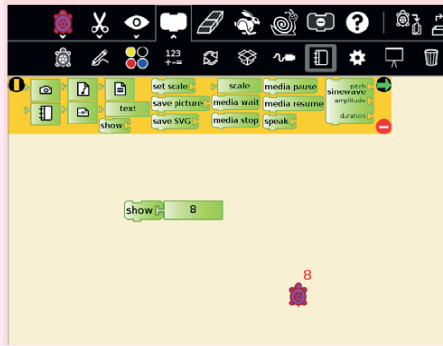 ?
123
+-=
set scale
scale
media pause
pitch
sinewave
amplitude
duration
save picture
media wait
media resume
text
show
save SVG
media stop
speak
show
8
8